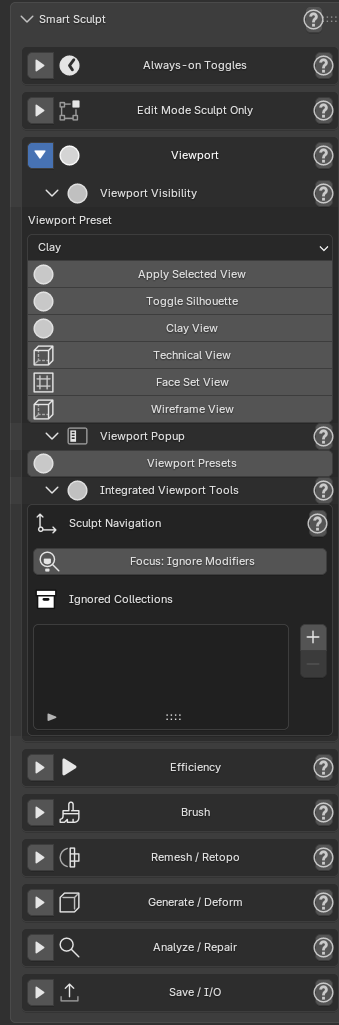 Smart Sculpt
Always-on Toggles
Edit Mode Sculpt Only
Viewport
Viewport Visibility
Viewport Preset
Clay
Apply Selected View
Toggle Silhouette
Clay View
Technical View
Face Set View
Wireframe View
Viewport Popup
Viewport Presets
Integrated Viewport Tools
Sculpt Navigation
Focus: Ignore Modifiers
Ignored Collections
Efficiency
Brush
Remesh / Retopo
Generate / Deform
Analyze / Repair
Save / I/O